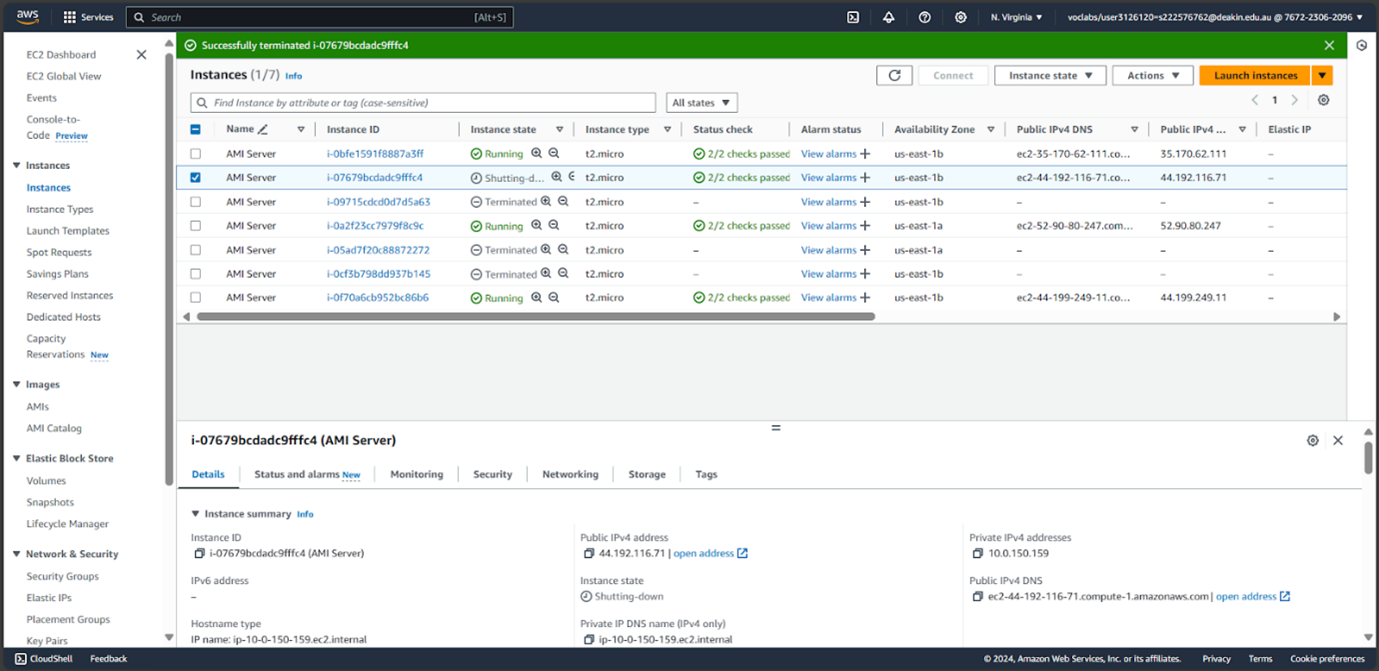 aws Services Search [Alt+S] N. Virginia ▼ voclabs/user3126120=s222576762@deakin.edu.au @ 7672-2306-2096 ▼
EC2 Dashboard
EC2 Global View
Events
Console-to-
Code Preview
Instances
Instances
Instance Types
Launch Templates
Spot Requests
Savings Plans
Reserved Instances
Dedicated Hosts
Capacity
Reservations New
Images
AMIs
AMI Catalog
Elastic Block Store
Volumes
Snapshots
Lifecycle Manager
Network & Security
Security Groups
Elastic IPs
Placement Groups
Key Pairs
Successfully terminated i-07679bcdadc9fffc4
Instances (1/7) Info Connect Instance state ▼ Actions ▼ Launch instances ▼
Find Instance by attribute or tag (case-sensitive) All states ▼ < 1 >
Name Instance ID Instance state Instance type Status check Alarm status Availability Zone Public IPv4 DNS Public IPv4 ... Elastic IP
AMI Server i-0bfe1591f8887a3ff Running t2.micro 2/2 checks passed View alarms + us-east-1b ec2-35-170-62-111.co... 35.170.62.111 –
AMI Server i-07679bcdadc9fffc4 Shutting-d... t2.micro 2/2 checks passed View alarms + us-east-1b ec2-44-192-116-71.co... 44.192.116.71 –
AMI Server i-09715cdcd0d7d5a63 Terminated t2.micro – View alarms + us-east-1b – – –
AMI Server i-0a2f23cc7979f8c9c Running t2.micro 2/2 checks passed View alarms + us-east-1a ec2-52-90-80-247.com... 52.90.80.247 –
AMI Server i-05ad7f20c88872272 Terminated t2.micro – View alarms + us-east-1a – – –
AMI Server i-0cf3b798dd937b145 Terminated t2.micro – View alarms + us-east-1b – – –
AMI Server i-0f70a6cb952bc86b6 Running t2.micro 2/2 checks passed View alarms + us-east-1b ec2-44-199-249-11.co... 44.199.249.11 –
i-07679bcdadc9fffc4 (AMI Server)
Details Status and alarms New Monitoring Security Networking Storage Tags
Instance summary Info
Instance ID
i-07679bcdadc9fffc4 (AMI Server)
IPv6 address
–
Hostname type
IP name: ip-10-0-150-159.ec2.internal
Public IPv4 address
44.192.116.71 | open address
Instance state
Shutting-down
Private IP DNS name (IPv4 only)
ip-10-0-150-159.ec2.internal
Private IPv4 addresses
10.0.150.159
Public IPv4 DNS
ec2-44-192-116-71.compute-1.amazonaws.com | open address
CloudShell Feedback © 2024, Amazon Web Services, Inc. or its affiliates. Privacy Terms Cookie preferences